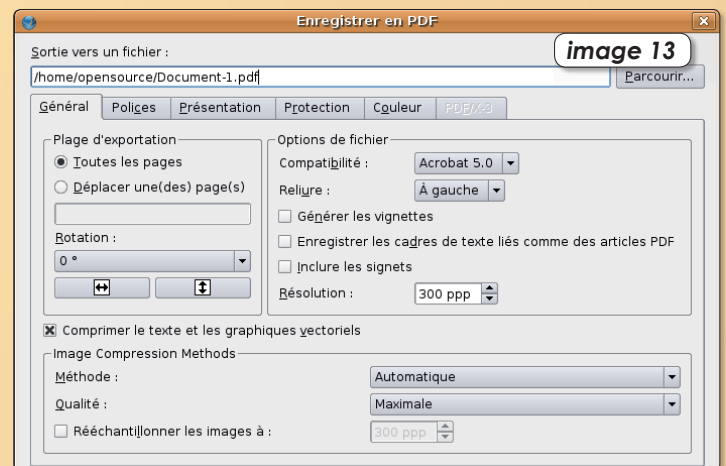 Enregistrer en PDF
image 13
Sortie vers un fichier :
/home/opensource/Document-1.pdf
Parcourir...
Général Polices Présentation Protection Couleur PDF/X-3
Plage d'exportation
Toutes les pages
Déplacer une(des) page(s)
Rotation :
0 °
Options de fichier
Compatibilité : Acrobat 5.0
Reliure : À gauche
Générer les vignettes
Enregistrer les cadres de texte liés comme des articles PDF
Inclure les signets
Résolution : 300 ppp
Comprimer le texte et les graphiques vectoriels
Image Compression Methods
Méthode : Automatique
Qualité : Maximale
Rééchantillonner les images à : 300 ppp